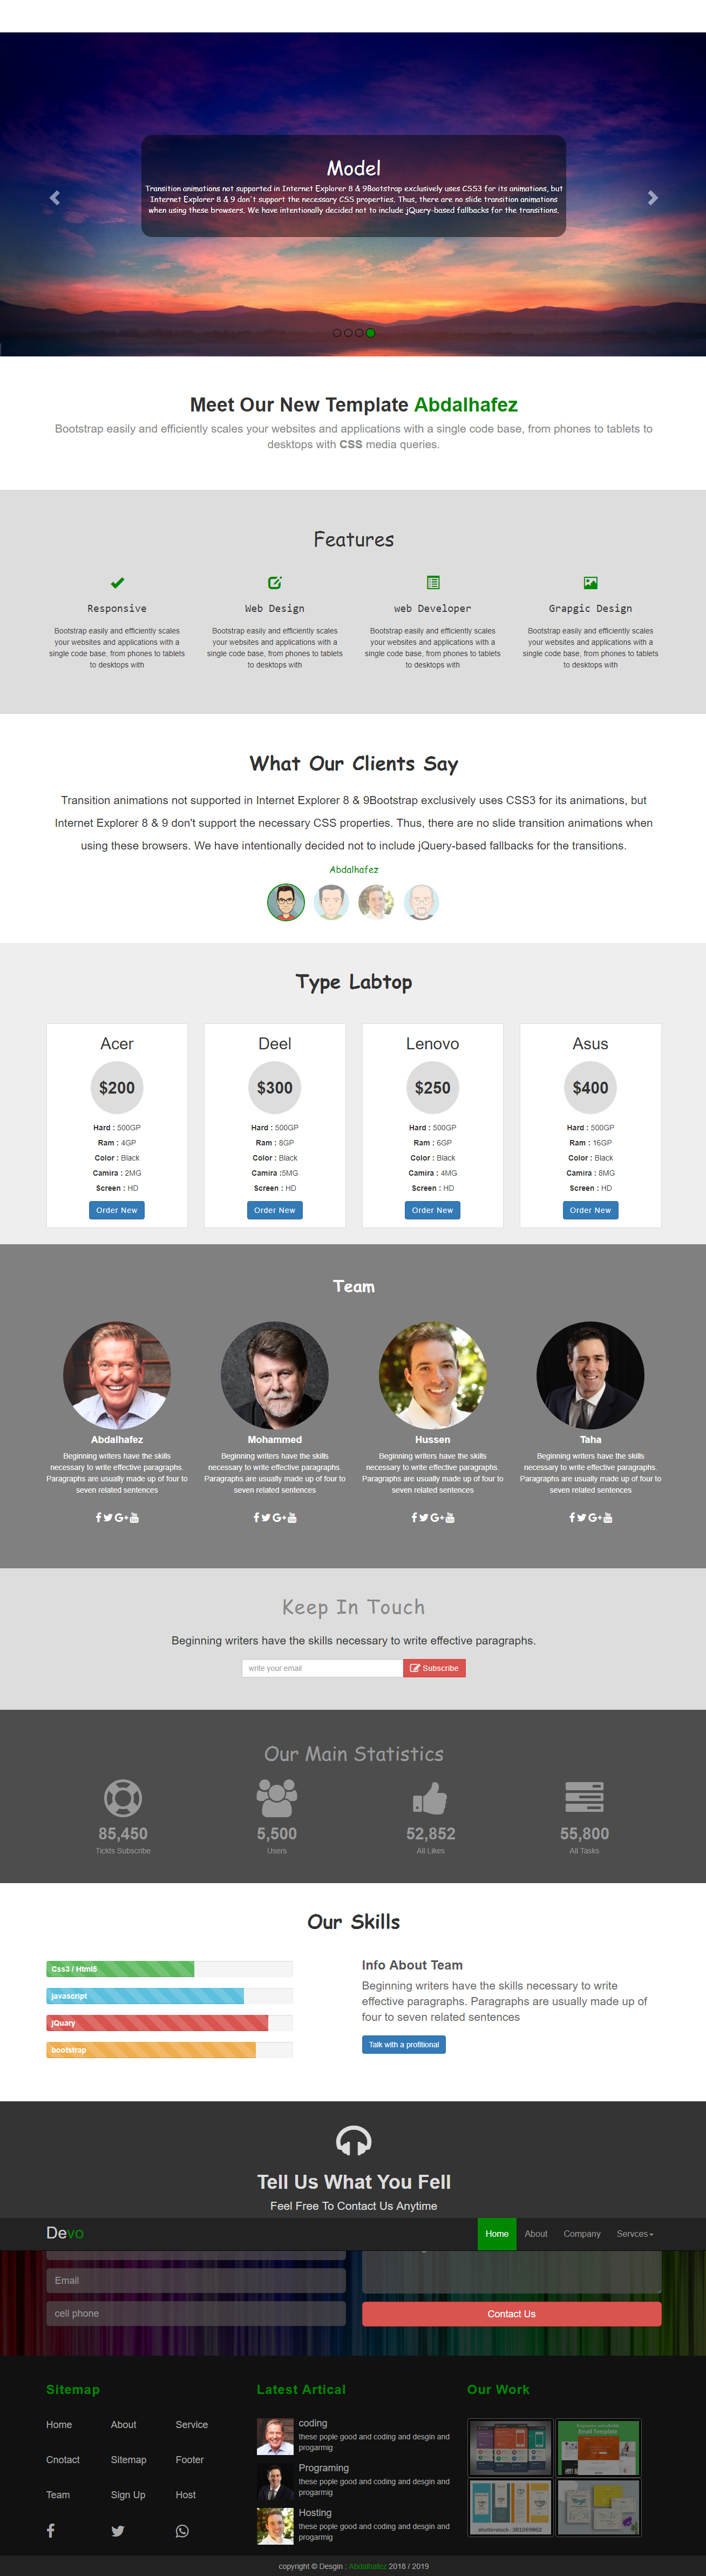 Model
Transition animations not supported in Internet Explorer 8 & 9Bootstrap exclusively uses CSS3 for its animations, but
Internet Explorer 8 & 9 don't support the necessary CSS properties. Thus, there are no slide transition animations
when using these browsers. We have intentionally decided not to include jQuery-based fallbacks for the transitions.
Meet Our New Template Abdalhafez
Bootstrap easily and efficiently scales your websites and applications with a single code base, from phones to tablets to
desktops with CSS media queries.
Features
Responsive
Bootstrap easily and efficiently scales
your websites and applications with a
single code base, from phones to tablets
to desktops with
Web Design
Bootstrap easily and efficiently scales
your websites and applications with a
single code base, from phones to tablets
to desktops with
web Developer
Bootstrap easily and efficiently scales
your websites and applications with a
single code base, from phones to tablets
to desktops with
Grapgic Design
Bootstrap easily and efficiently scales
your websites and applications with a
single code base, from phones to tablets
to desktops with
What Our Clients Say
Transition animations not supported in Internet Explorer 8 & 9Bootstrap exclusively uses CSS3 for its animations, but
Internet Explorer 8 & 9 don't support the necessary CSS properties. Thus, there are no slide transition animations when
using these browsers. We have intentionally decided not to include jQuery-based fallbacks for the transitions.
Abdalhafez
Type Labtop
Acer
$200
Hard : 500GP
Ram : 4GP
Color : Black
Camira : 2MG
Screen : HD
Order New
Deel
$300
Hard : 500GP
Ram : 8GP
Color : Black
Camira :5MG
Screen : HD
Order New
Lenovo
$250
Hard : 500GP
Ram : 6GP
Color : Black
Camira : 4MG
Screen : HD
Order New
Asus
$400
Hard : 500GP
Ram : 16GP
Color : Black
Camira : 8MG
Screen : HD
Order New
Team
Abdalhafez
Beginning writers have the skills
necessary to write effective paragraphs.
Paragraphs are usually made up of four to
seven related sentences
Mohammed
Beginning writers have the skills
necessary to write effective paragraphs.
Paragraphs are usually made up of four to
seven related sentences
Hussen
Beginning writers have the skills
necessary to write effective paragraphs.
Paragraphs are usually made up of four to
seven related sentences
Taha
Beginning writers have the skills
necessary to write effective paragraphs.
Paragraphs are usually made up of four to
seven related sentences
Keep In Touch
Beginning writers have the skills necessary to write effective paragraphs.
write your email
Subscribe
Our Main Statistics
85,450
Tickts Subscribe
5,500
Users
52,852
All Likes
55,800
All Tasks
Our Skills
Css3 / Html5
javascript
jQuary
bootstrap
Info About Team
Beginning writers have the skills necessary to write
effective paragraphs. Paragraphs are usually made up of
four to seven related sentences
Talk with a profitional
Tell Us What You Fell
Feel Free To Contact Us Anytime
Devo
Home
About
Company
Servces
Email
cell phone
Contact Us
Sitemap
Home
About
Service
Cnotact
Sitemap
Footer
Team
Sign Up
Host
Latest Artical
coding
these pople good and coding and desgin and
progarmig
Programing
these pople good and coding and desgin and
progarmig
Hosting
these pople good and coding and desgin and
progarmig
Our Work
Email Template
shutterstock · 381069862
copyright © Desgin : Abdalhafez 2018 / 2019